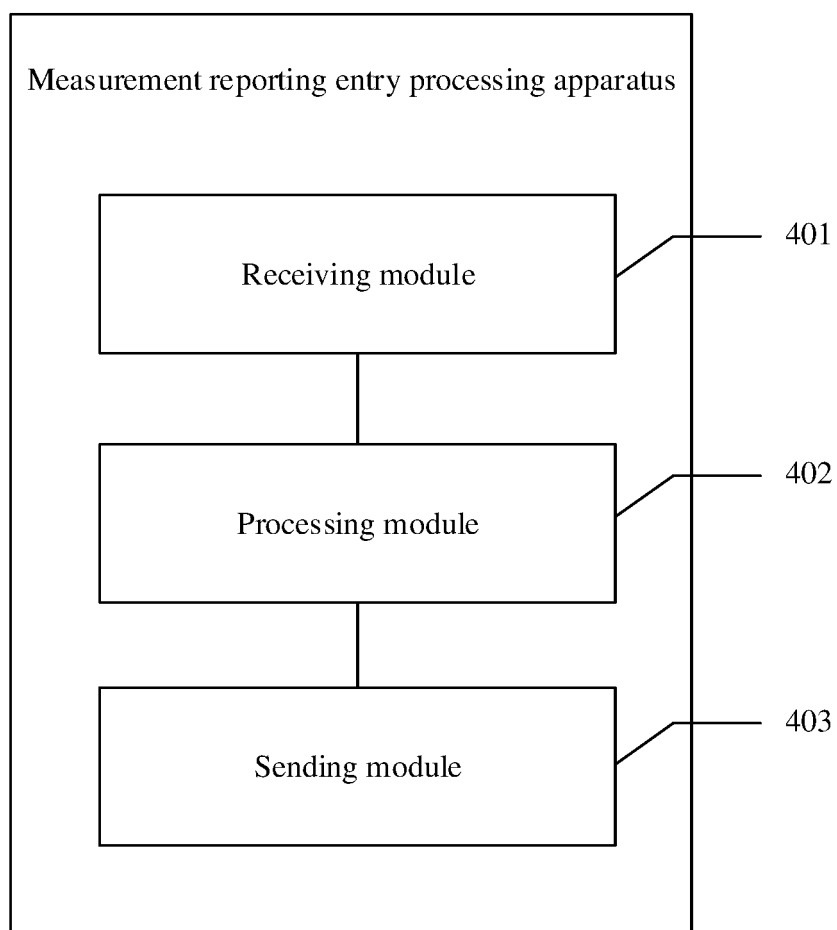 Measurement reporting entry processing apparatus
Receiving module
401
Processing module
402
Sending module
403